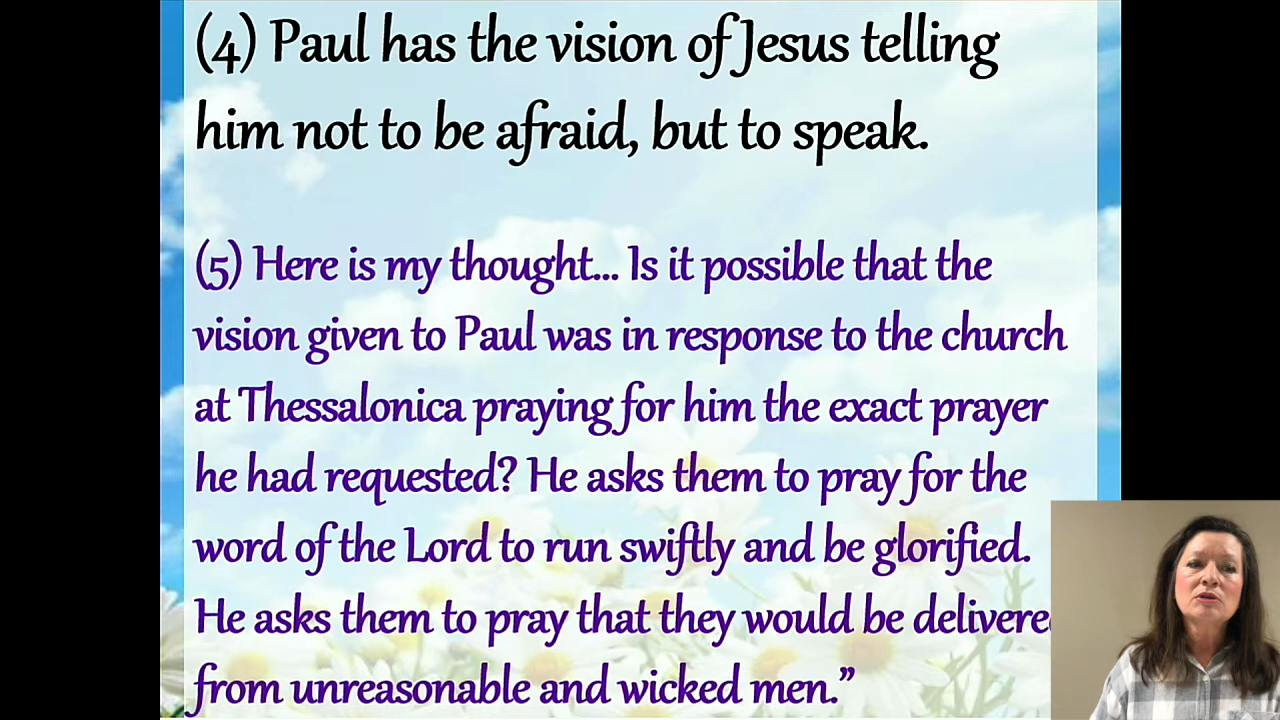 (4) Paul has the vision of Jesus telling
him not to be afraid, but to speak.
(5) Here is my thought... Is it possible that the
vision given to Paul was in response to the church
at Thessalonica praying for him the exact prayer
he had requested? He asks them to pray for the
word of the Lord to run swiftly and be glorified.
He asks them to pray that they would be delivere
from unreasonable and wicked men.”